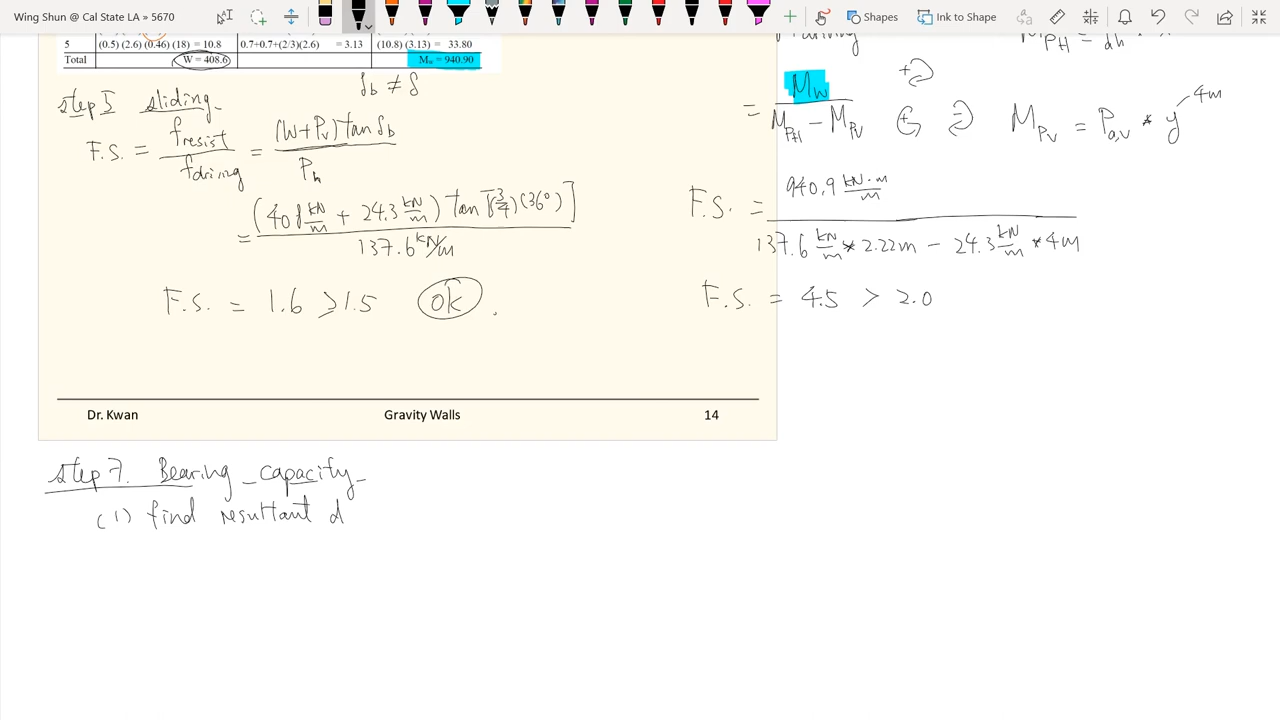 Wing Shun @ Cal State LA » 5670
Shapes
Ink to Shape
5 (0.5) (2.6) (0.46) (18) = 10.8 0.7+0.7+(2/3)(2.6) = 3.13 (10.8) (3.13) = 33.80
Total W = 408.6 Mw = 940.90
δb ≠ δ
step 5 sliding
F.S. = fresist / fdriving = (W+Pv) tan δb / Ph
= (408 kN/m + 24.3 kN/m) tan [(3/4)(36°)] / 137.6 kN/m
F.S. = 1.6 ≥ 1.5 ok.
Dr. Kwan Gravity Walls 14
step 7. Bearing capacity
(1) find resultant d
driving
MPH =
+
= Mw / MPH − MPV
MPV = Pa,v * y 4m
F.S. = 940.9 kN·m/m / 137.6 kN/m * 2.22m − 24.3 kN/m * 4m
F.S. = 4.5 > 2.0